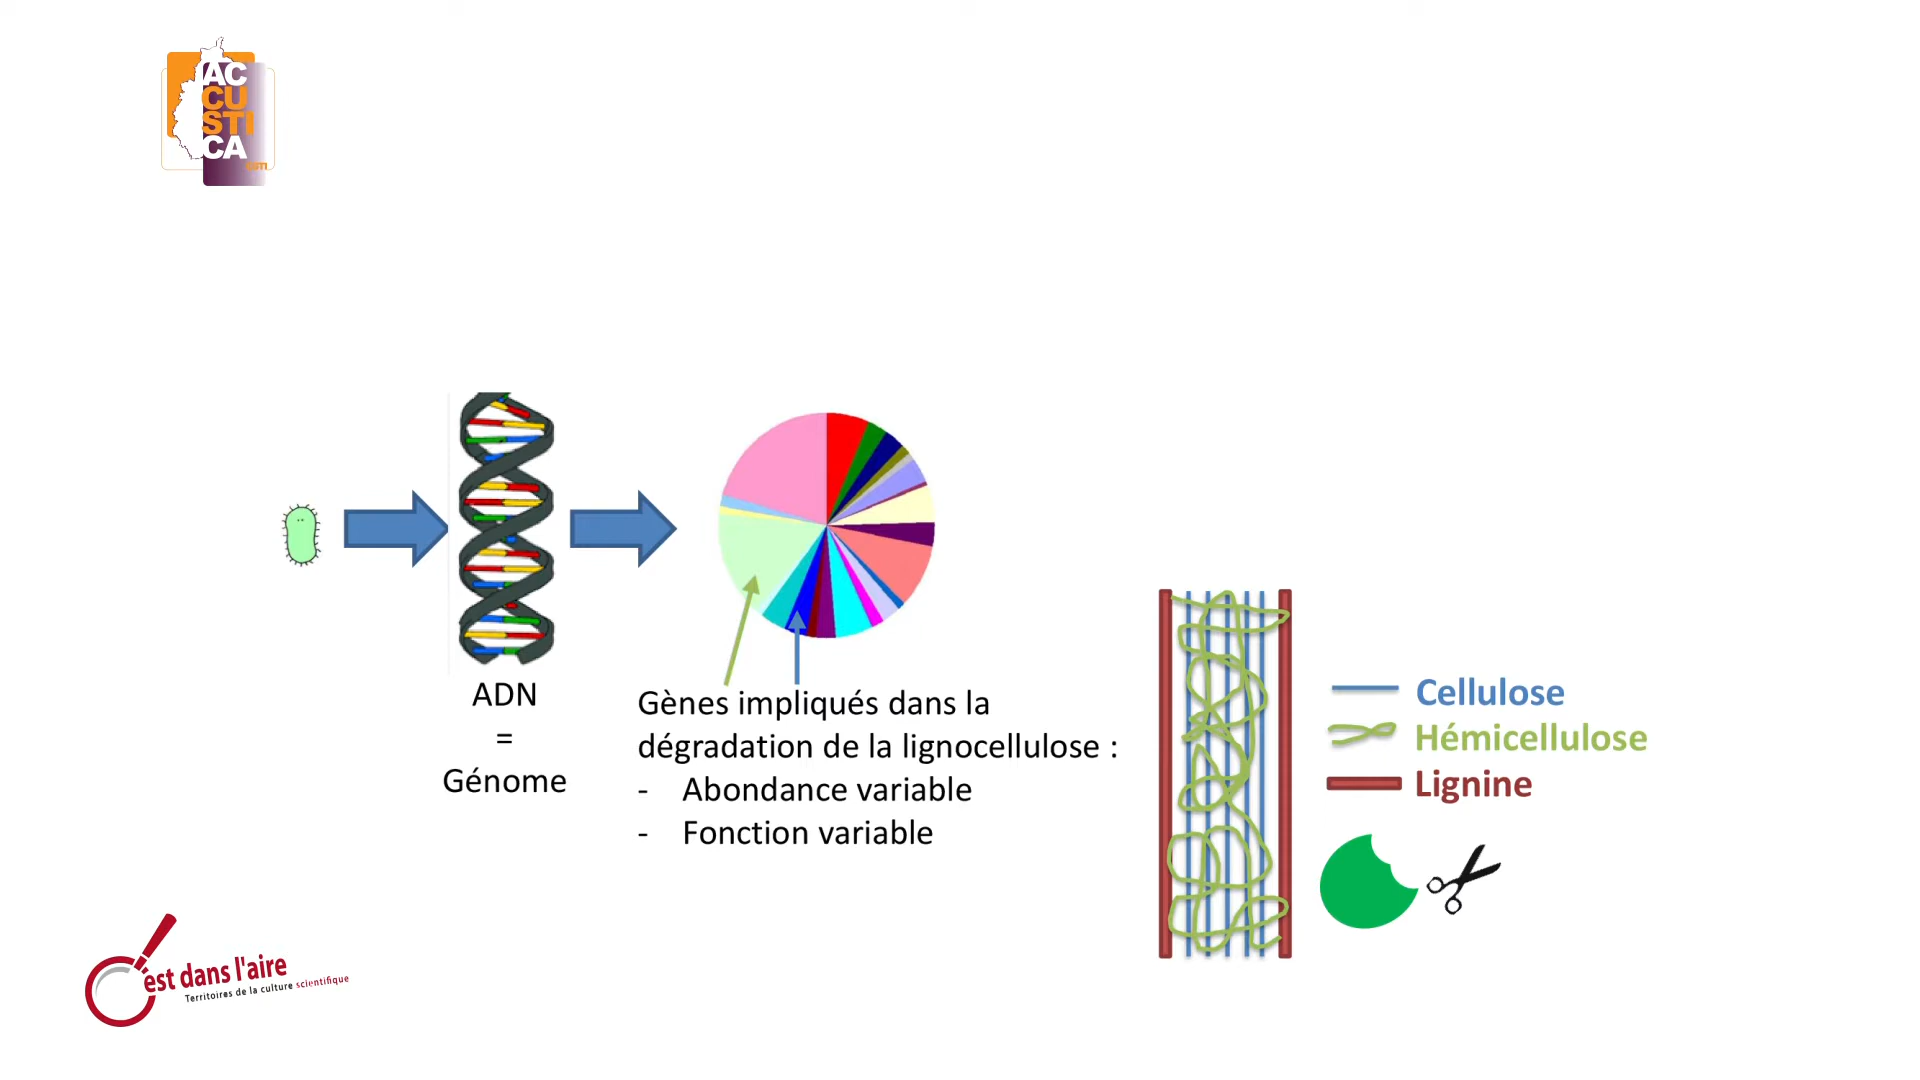 AC
CU
STI
CA
ADN
=
Génome
Gènes impliqués dans la
dégradation de la lignocellulose :
- Abondance variable
- Fonction variable
Cellulose
Hémicellulose
Lignine
C'est dans l'aire
Territoires de la culture scientifique